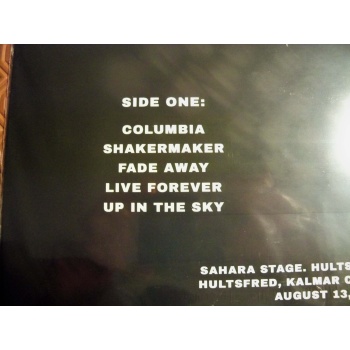 SIDE ONE:
COLUMBIA
SHAKERMAKER
FADE AWAY
LIVE FOREVER
UP IN THE SKY
SAHARA STAGE. HULTS
HULTSFRED, KALMAR
AUGUST 13,